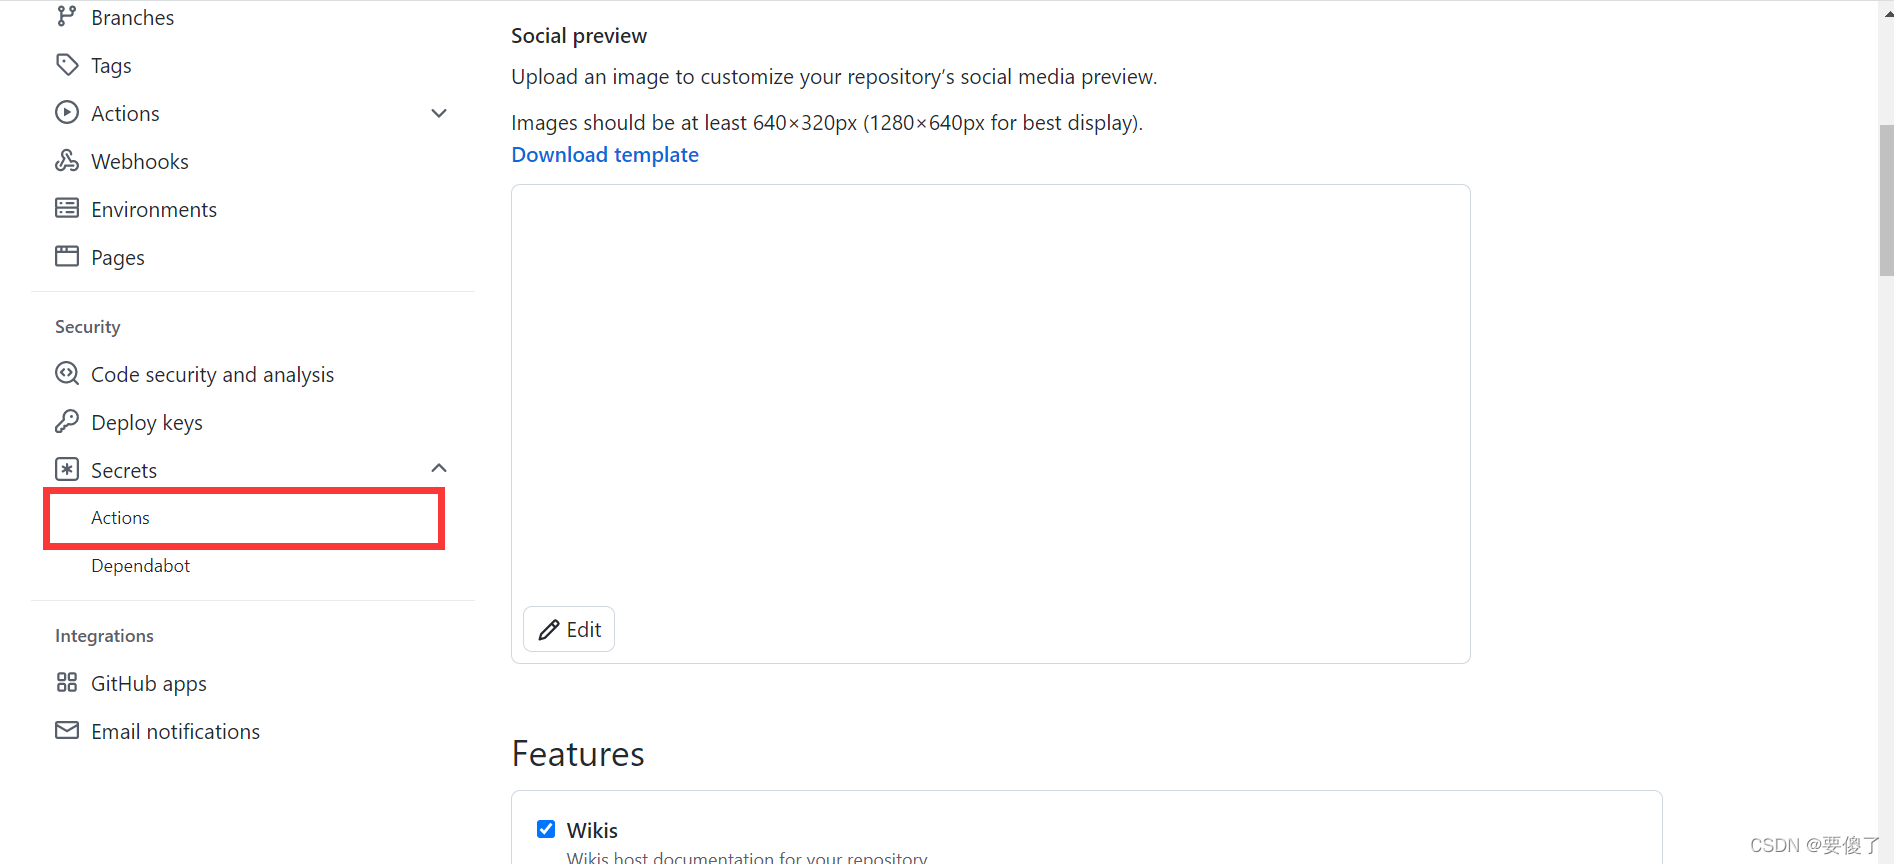 Branches
Tags
Actions
Webhooks
Environments
Pages
Security
Code security and analysis
Deploy keys
Secrets
Actions
Dependabot
Integrations
GitHub apps
Email notifications
Social preview
Upload an image to customize your repository’s social media preview.
Images should be at least 640×320px (1280×640px for best display).
Download template
Edit
Features
Wikis
Wikis host documentation for your repository.
CSDN @要傻了